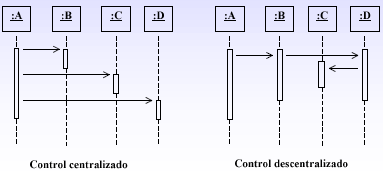 :A :B :C :D :A :B :C :D
Control centralizado Control descentralizado